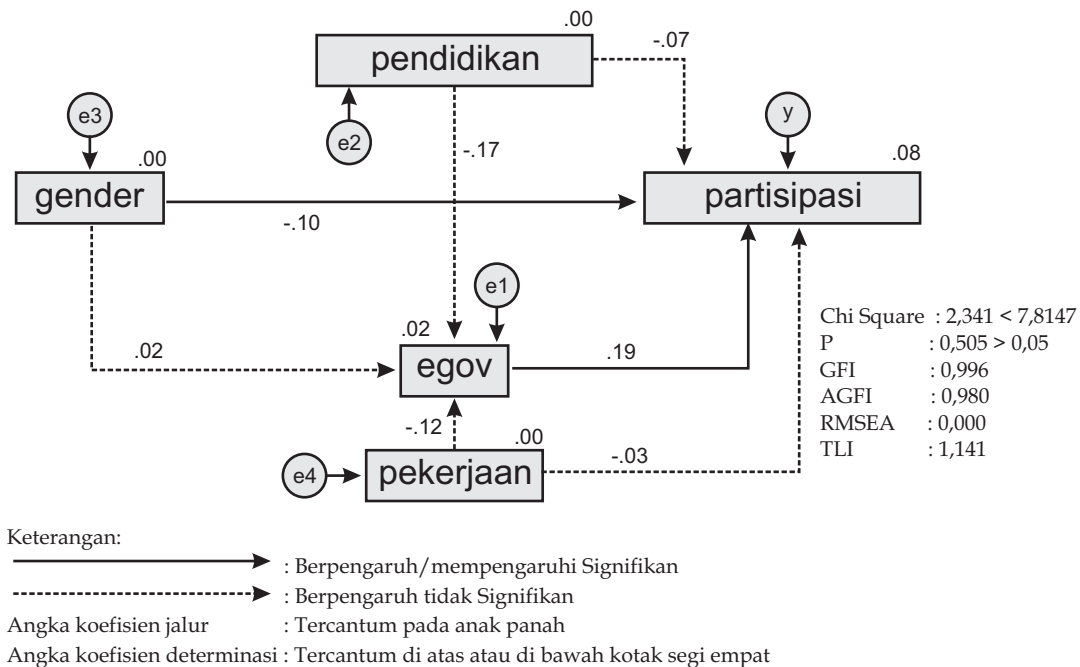 .00
pendidikan
-.07
e3
e2
y
.00
-.17
.08
gender
partisipasi
-.10
e1
.02
.02
egov
.19
-.12
.00
e4
pekerjaan
-.03
Chi Square : 2,341 < 7,8147
P : 0,505 > 0,05
GFI : 0,996
AGFI : 0,980
RMSEA : 0,000
TLI : 1,141
Keterangan:
: Berpengaruh/mempengaruhi Signifikan
: Berpengaruh tidak Signifikan
Angka koefisien jalur : Tercantum pada anak panah
Angka koefisien determinasi : Tercantum di atas atau di bawah kotak segi empat